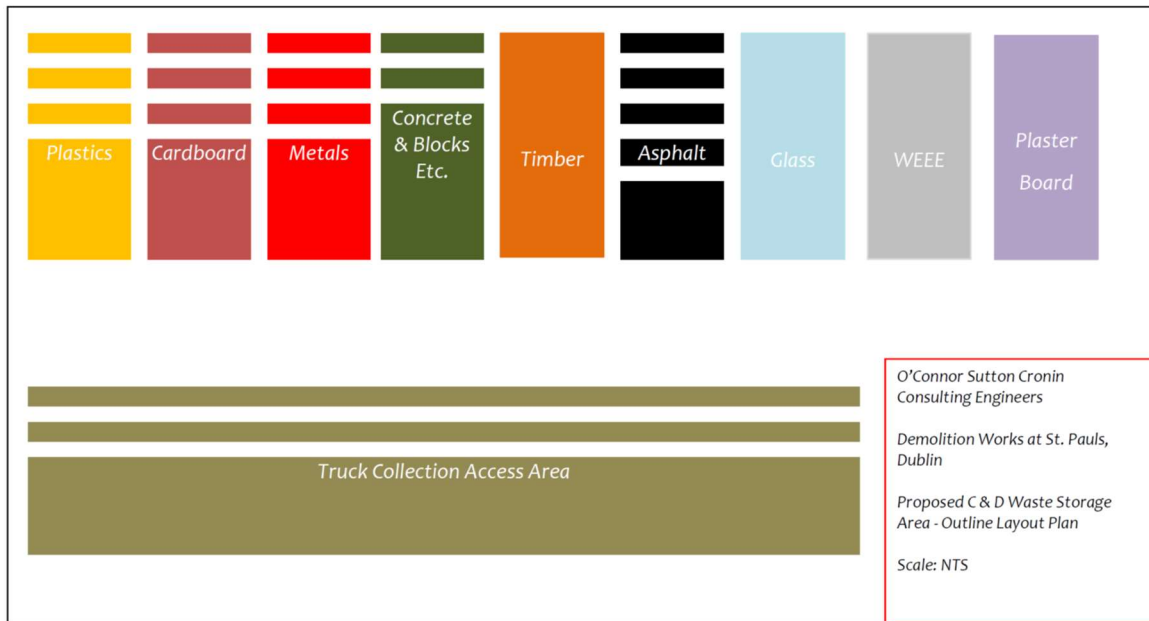 Plastics
Cardboard
Metals
Concrete
& Blocks
Etc.
Timber
Asphalt
Glass
WEEE
Plaster
Board
Truck Collection Access Area
O'Connor Sutton Cronin
Consulting Engineers
Demolition Works at St. Pauls,
Dublin
Proposed C & D Waste Storage
Area - Outline Layout Plan
Scale: NTS